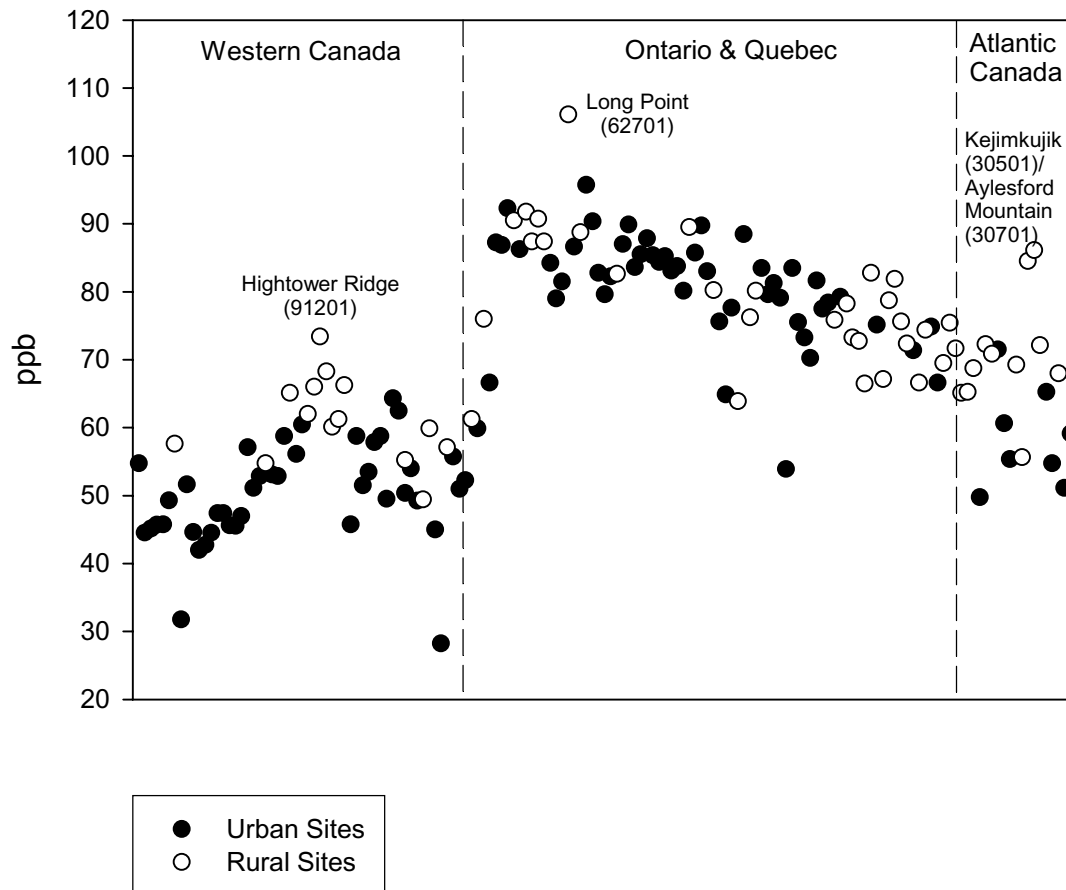 120
110
100
90
80
70
60
50
40
30
20
ppb
Western Canada
Ontario & Quebec
Atlantic
Canada
Long Point
(62701)
Kejimkujik
(30501)/
Aylesford
Mountain
(30701)
Hightower Ridge
(91201)
Urban Sites
Rural Sites